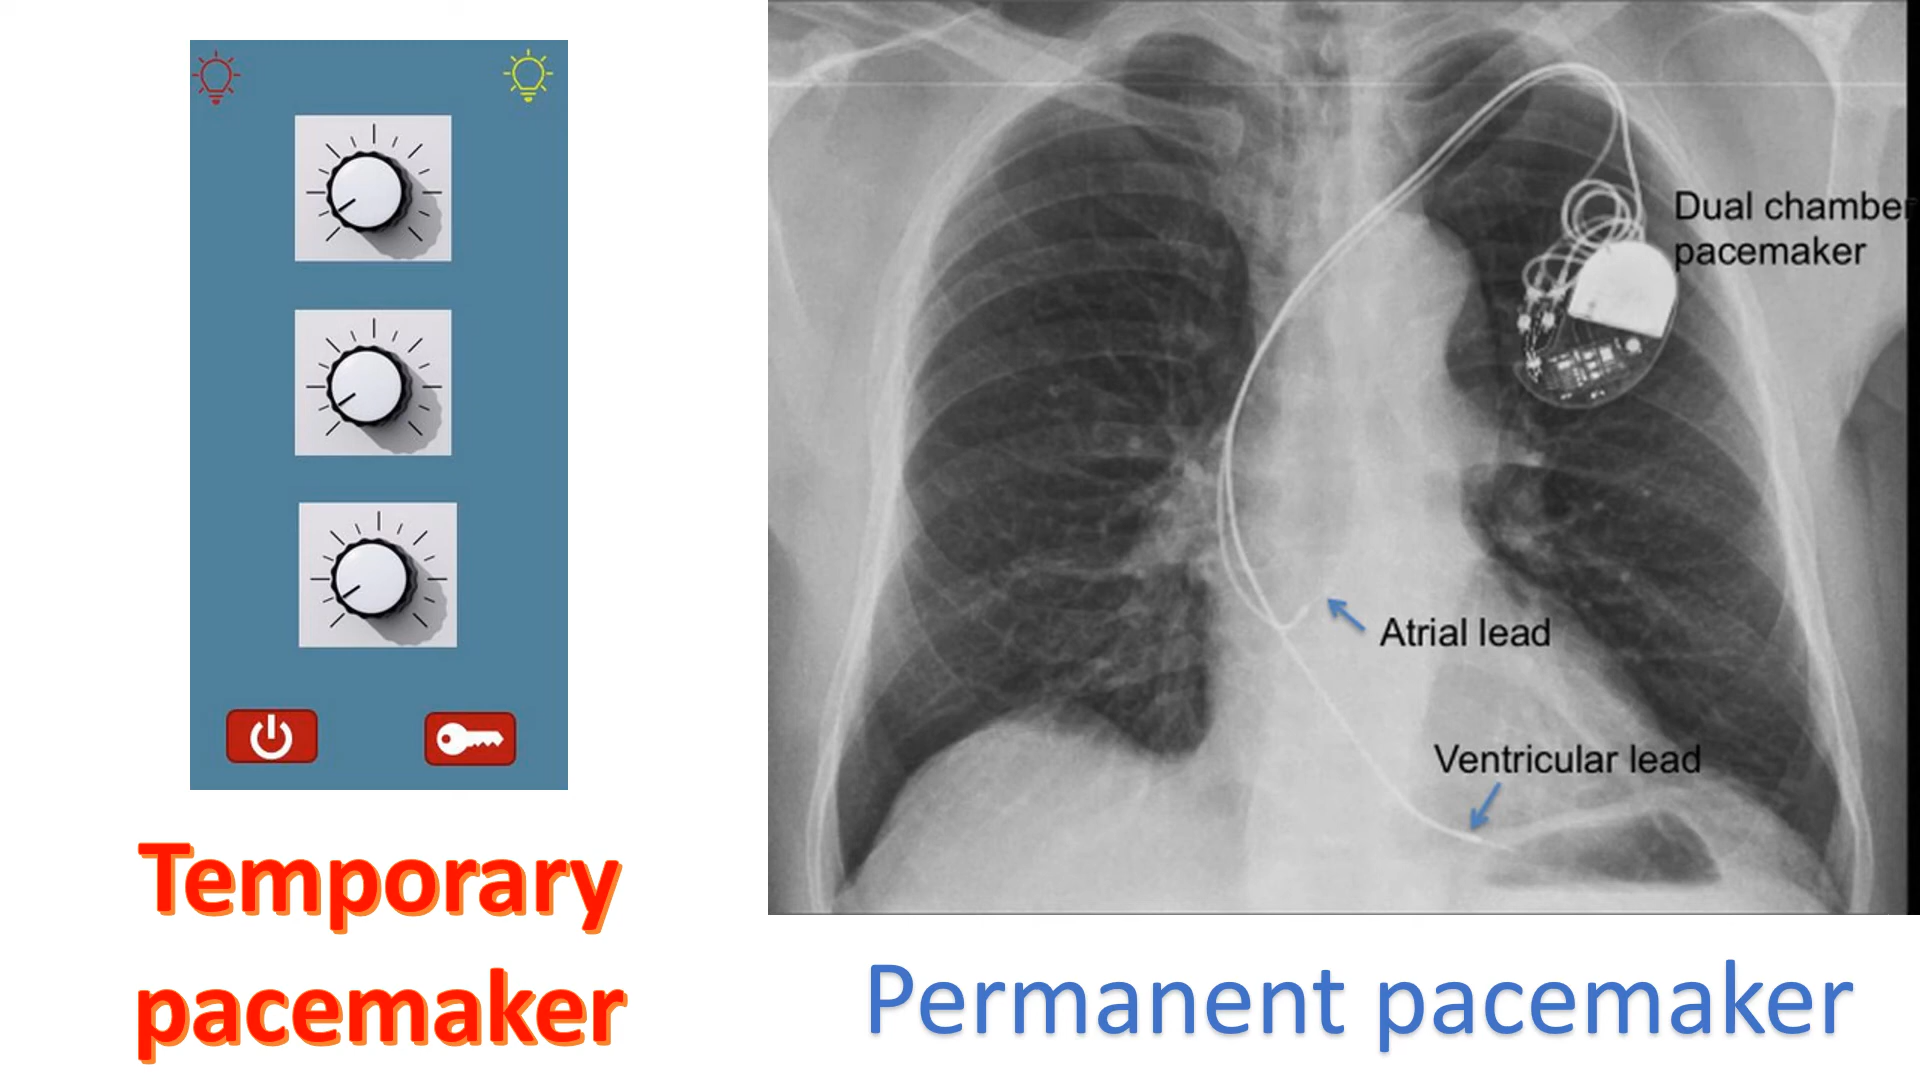 Dual chamber
pacemaker
Atrial lead
Ventricular lead
Temporary
pacemaker
Permanent pacemaker